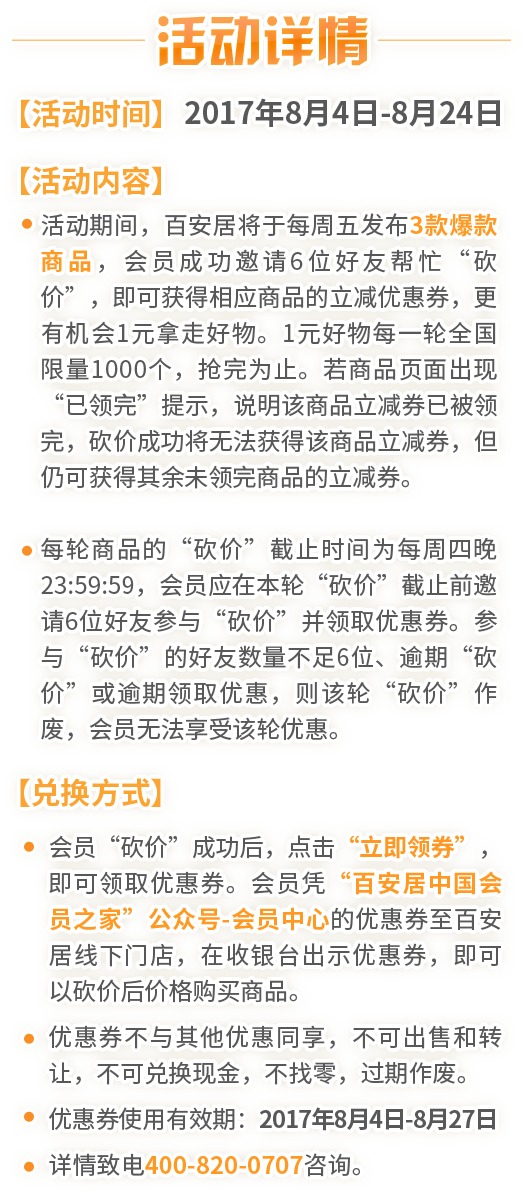 活动详情
【活动时间】 2017年8月4日-8月24日
【活动内容】
活动期间，百安居将于每周五发布3款爆款
商品，会员成功邀请6位好友帮忙“砍
价”，即可获得相应商品的立减优惠券，更
有机会1元拿走好物。1元好物每一轮全国
限量1000个，抢完为止。若商品页面出现
“已领完”提示，说明该商品立减券已被领
完，砍价成功将无法获得该商品立减券，但
仍可获得其余未领完商品的立减券。
每轮商品的“砍价”截止时间为每周四晚
23:59:59，会员应在本轮“砍价”截止前邀
请6位好友参与“砍价”并领取优惠券。参
与“砍价”的好友数量不足6位、逾期“砍
价”或逾期领取优惠，则该轮“砍价”作
废，会员无法享受该轮优惠。
【兑换方式】
会员“砍价”成功后，点击“立即领券”，
即可领取优惠券。会员凭“百安居中国会
员之家”公众号-会员中心的优惠券至百安
居线下门店，在收银台出示优惠券，即可
以砍价后价格购买商品。
优惠券不与其他优惠同享，不可出售和转
让，不可兑换现金，不找零，过期作废。
优惠券使用有效期：2017年8月4日-8月27日
详情致电400-820-0707咨询。